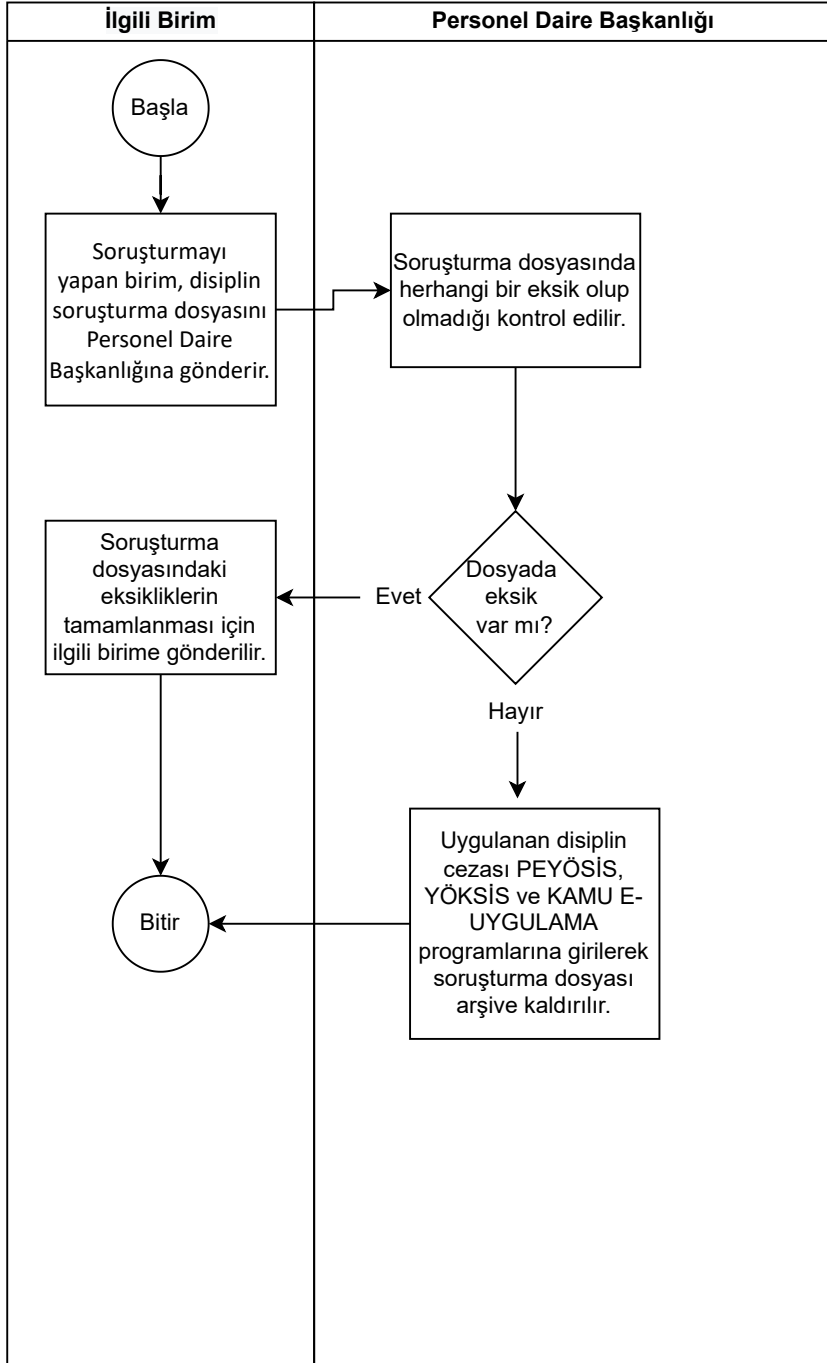 İlgili Birim
Personel Daire Başkanlığı
Başla
Soruşturmayı
yapan birim, disiplin
soruşturma dosyasını
Personel Daire
Başkanlığına gönderir.
Soruşturma dosyasında
herhangi bir eksik olup
olmadığı kontrol edilir.
Dosyada
eksik
var mı?
Evet
Soruşturma
dosyasındaki
eksikliklerin
tamamlanması için
ilgili birime gönderilir.
Hayır
Uygulanan disiplin
cezası PEYÖSİS,
YÖKSİS ve KAMU E-
UYGULAMA
programlarına girilerek
soruşturma dosyası
arşive kaldırılır.
Bitir